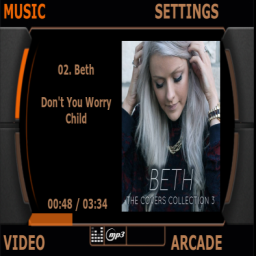 MUSIC
SETTINGS
02. Beth
Don't You Worry
Child
BETH
THE COVERS COLLECTION 3
00:48 / 03:34
mp3
VIDEO
ARCADE